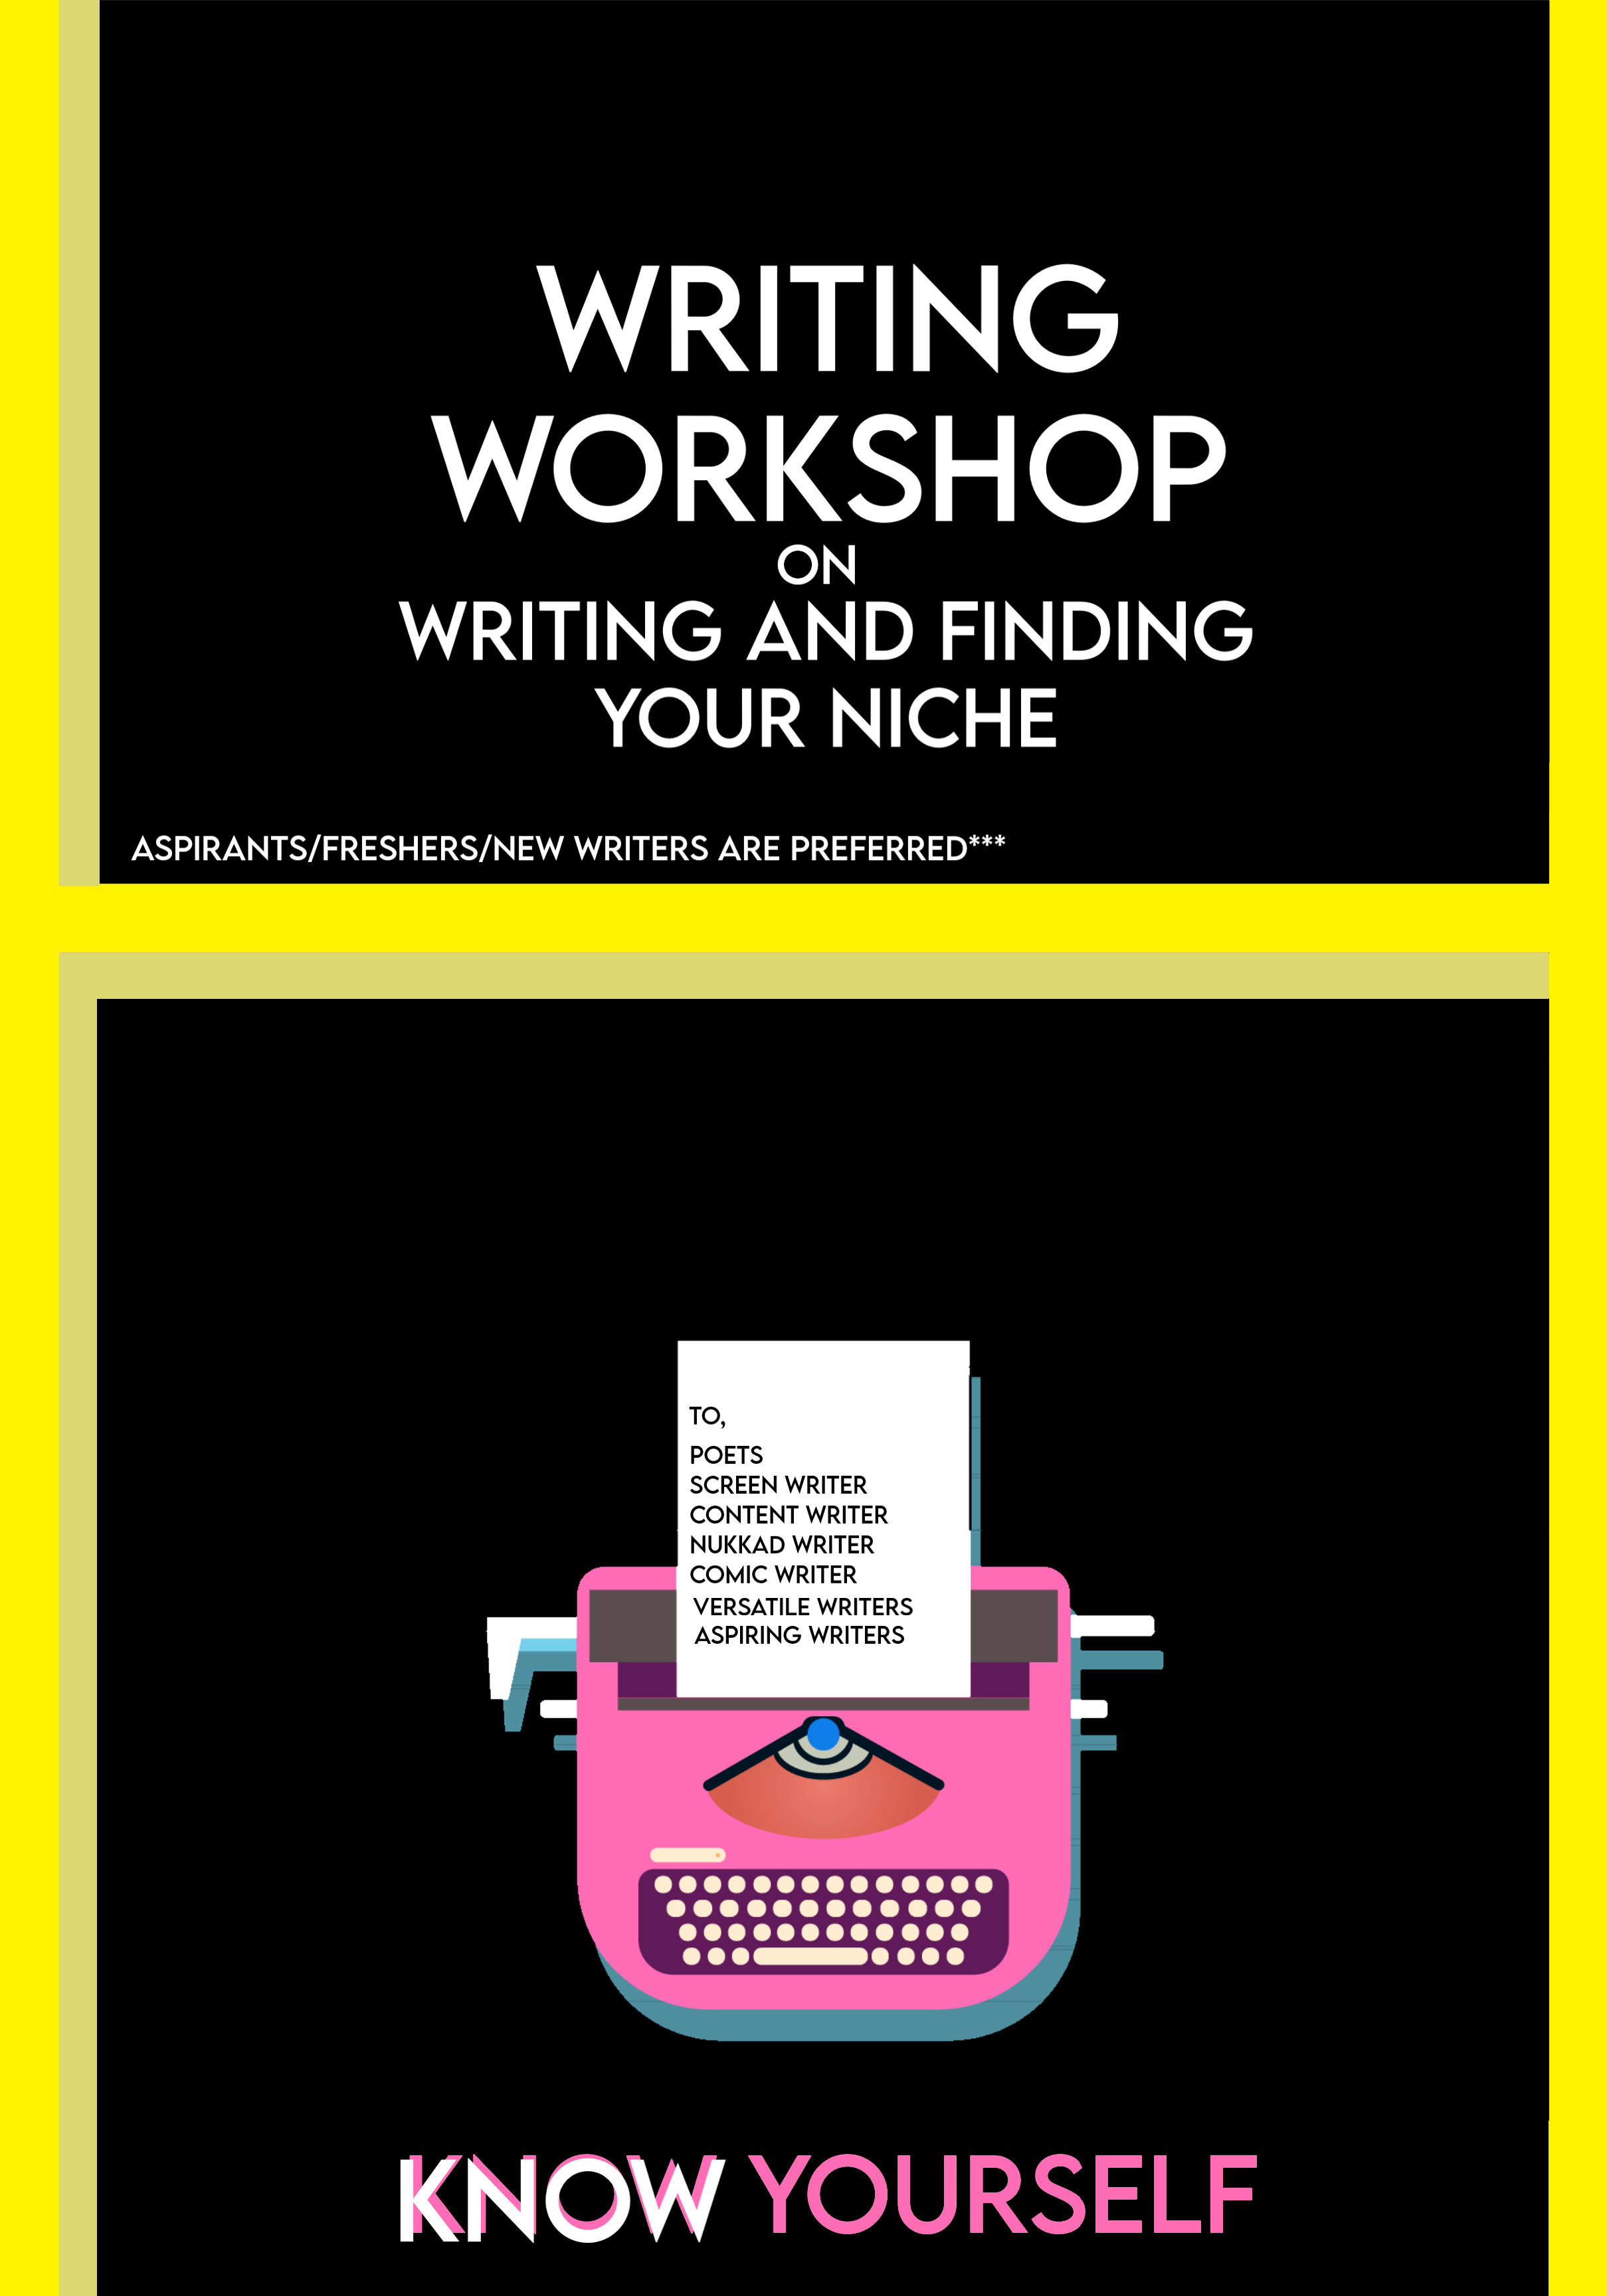 WRITING
WORKSHOP
ON
WRITING AND FINDING
YOUR NICHE
ASPIRANTS/FRESHERS/NEW WRITERS ARE PREFERRED***
TO,
POETS
SCREEN WRITER
CONTENT WRITER
NUKKAD WRITER
COMIC WRITER
VERSATILE WRITERS
ASPIRING WRITERS
KNOW YOURSELF